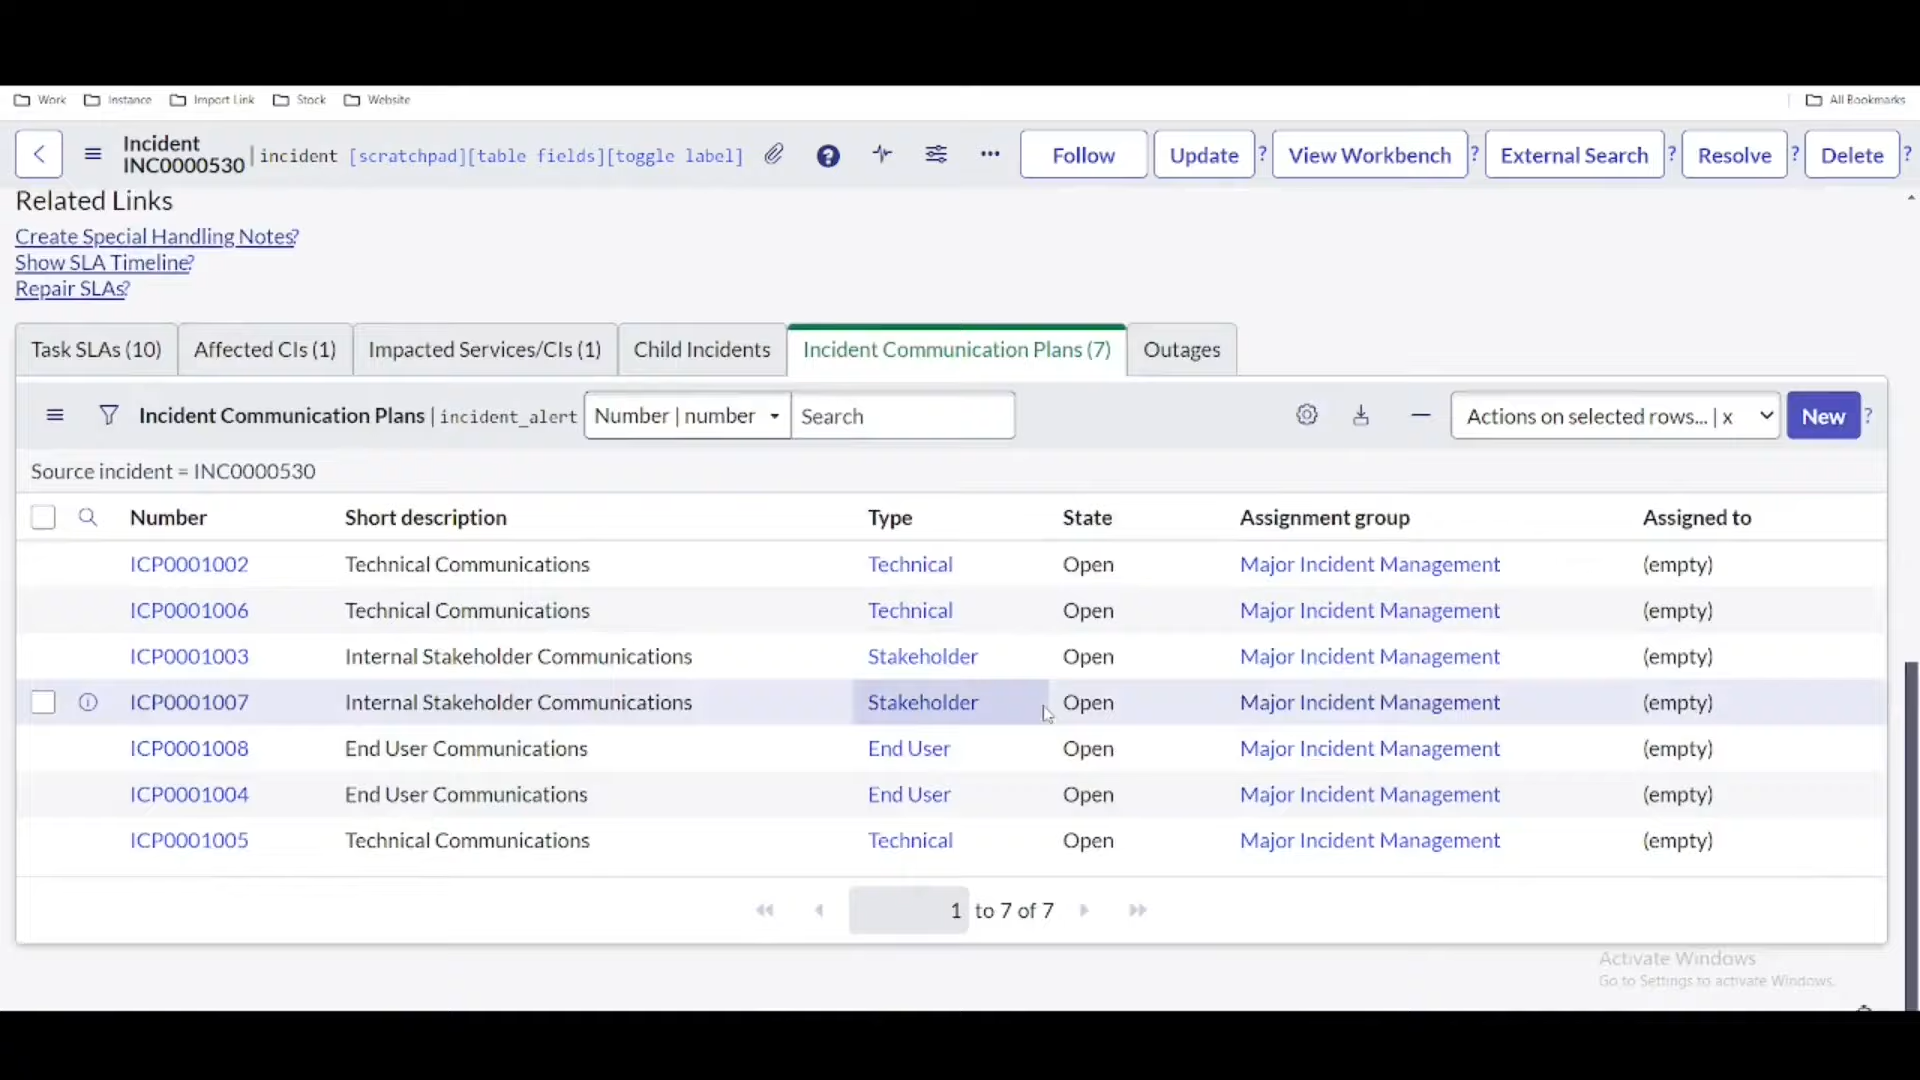 Work Instance Import Link Stock Website All Bookmarks
Incident
INC0000530 | incident [scratchpad][table fields][toggle label] ? ... Follow Update ? View Workbench ? External Search ? Resolve ? Delete ?
Related Links
Create Special Handling Notes?
Show SLA Timeline?
Repair SLAs?
Task SLAs (10) Affected CIs (1) Impacted Services/CIs (1) Child Incidents Incident Communication Plans (7) Outages
Incident Communication Plans | incident_alert Number | number Search Actions on selected rows... | x New ?
Source incident = INC0000530
Number Short description Type State Assignment group Assigned to
ICP0001002 Technical Communications Technical Open Major Incident Management (empty)
ICP0001006 Technical Communications Technical Open Major Incident Management (empty)
ICP0001003 Internal Stakeholder Communications Stakeholder Open Major Incident Management (empty)
ICP0001007 Internal Stakeholder Communications Stakeholder Open Major Incident Management (empty)
ICP0001008 End User Communications End User Open Major Incident Management (empty)
ICP0001004 End User Communications End User Open Major Incident Management (empty)
ICP0001005 Technical Communications Technical Open Major Incident Management (empty)
1 to 7 of 7
Activate Windows
Go to Settings to activate Windows.